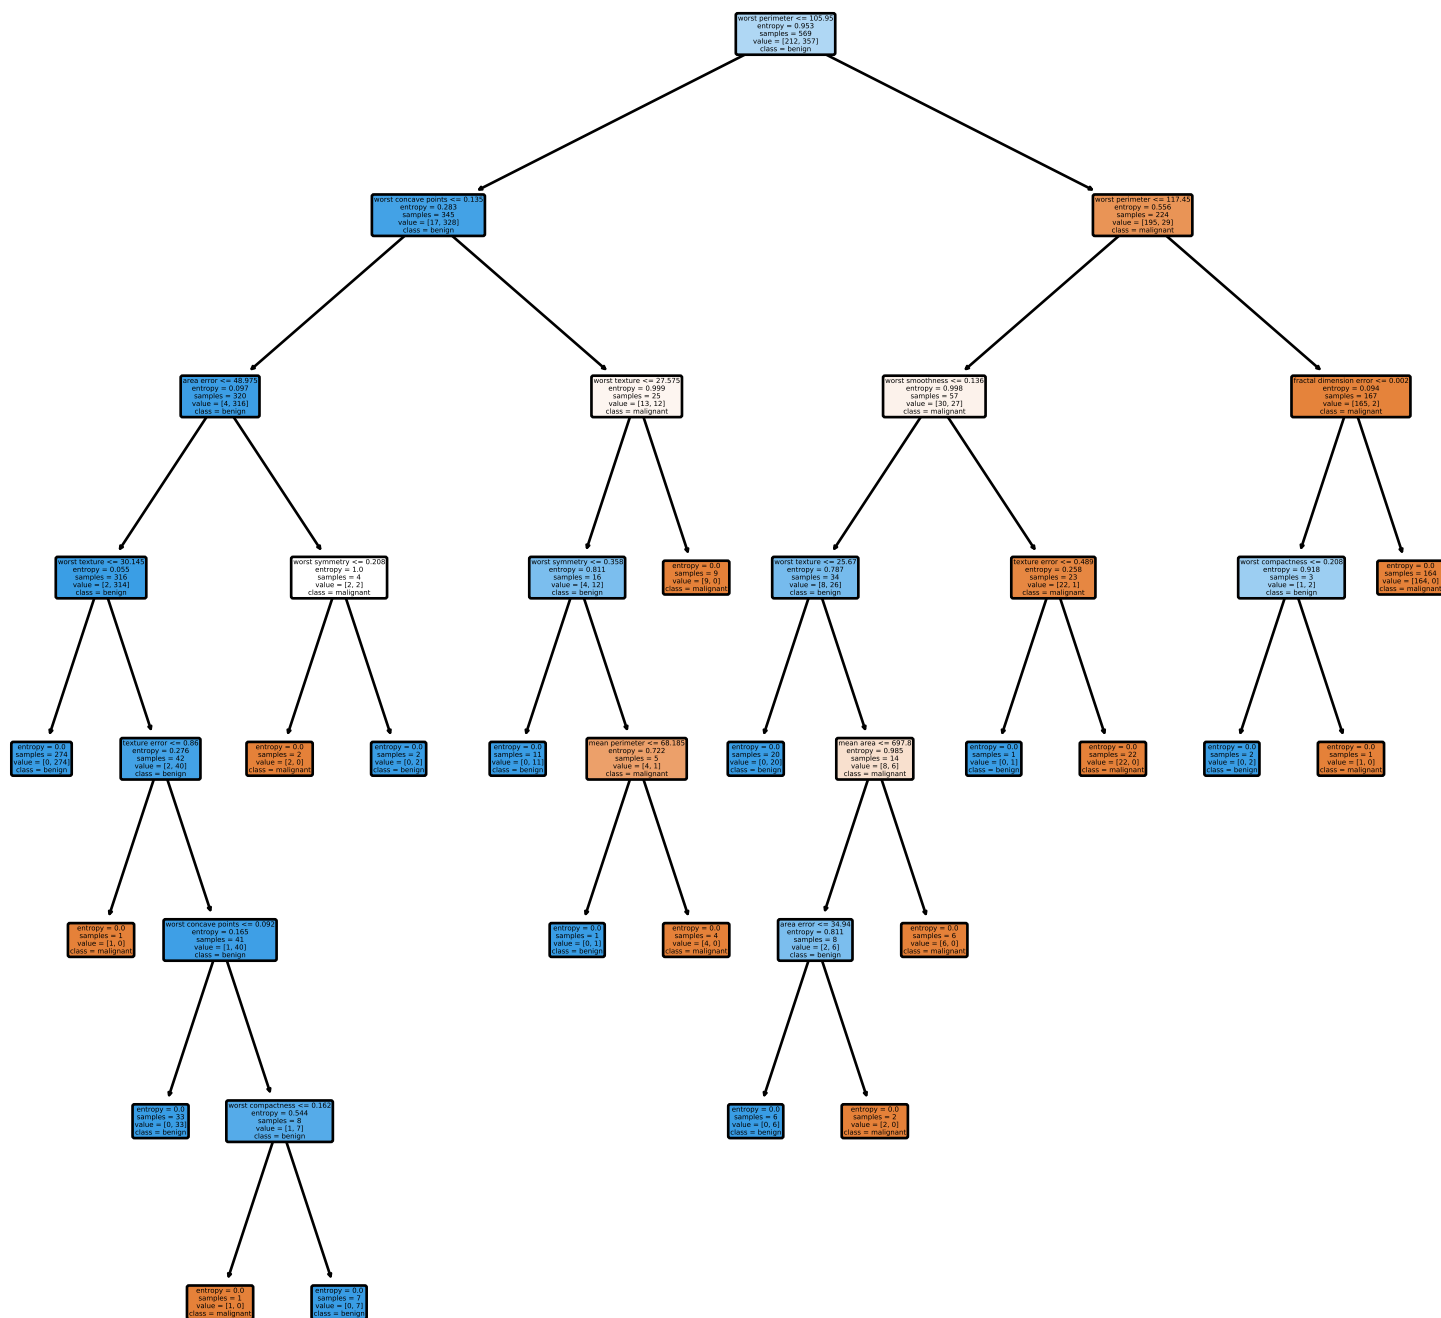 worst perimeter <= 105.95
entropy = 0.953
samples = 569
value = [212, 357]
class = benign
worst concave points <= 0.135
entropy = 0.283
samples = 345
value = [17, 328]
class = benign
worst perimeter <= 117.45
entropy = 0.556
samples = 224
value = [195, 29]
class = malignant
area error <= 48.975
entropy = 0.097
samples = 320
value = [4, 316]
class = benign
worst texture <= 27.575
entropy = 0.999
samples = 25
value = [13, 12]
class = malignant
worst smoothness <= 0.136
entropy = 0.998
samples = 57
value = [30, 27]
class = malignant
fractal dimension error <= 0.002
entropy = 0.094
samples = 167
value = [165, 2]
class = malignant
worst texture <= 30.145
entropy = 0.055
samples = 316
value = [2, 314]
class = benign
worst symmetry <= 0.208
entropy = 1.0
samples = 4
value = [2, 2]
class = malignant
worst symmetry <= 0.358
entropy = 0.811
samples = 16
value = [4, 12]
class = benign
entropy = 0.0
samples = 9
value = [9, 0]
class = malignant
worst texture <= 25.67
entropy = 0.787
samples = 34
value = [8, 26]
class = benign
texture error <= 0.489
entropy = 0.258
samples = 23
value = [22, 1]
class = malignant
worst compactness <= 0.208
entropy = 0.918
samples = 3
value = [1, 2]
class = benign
entropy = 0.0
samples = 164
value = [164, 0]
class = malignant
entropy = 0.0
samples = 274
value = [0, 274]
class = benign
texture error <= 0.86
entropy = 0.276
samples = 42
value = [2, 40]
class = benign
entropy = 0.0
samples = 2
value = [2, 0]
class = malignant
entropy = 0.0
samples = 2
value = [0, 2]
class = benign
entropy = 0.0
samples = 11
value = [0, 11]
class = benign
mean perimeter <= 68.185
entropy = 0.722
samples = 5
value = [4, 1]
class = malignant
entropy = 0.0
samples = 20
value = [0, 20]
class = benign
mean area <= 697.8
entropy = 0.985
samples = 14
value = [8, 6]
class = malignant
entropy = 0.0
samples = 1
value = [0, 1]
class = benign
entropy = 0.0
samples = 22
value = [22, 0]
class = malignant
entropy = 0.0
samples = 2
value = [0, 2]
class = benign
entropy = 0.0
samples = 1
value = [1, 0]
class = malignant
entropy = 0.0
samples = 1
value = [1, 0]
class = malignant
worst concave points <= 0.092
entropy = 0.165
samples = 41
value = [1, 40]
class = benign
entropy = 0.0
samples = 1
value = [0, 1]
class = benign
entropy = 0.0
samples = 4
value = [4, 0]
class = malignant
area error <= 34.94
entropy = 0.811
samples = 8
value = [2, 6]
class = benign
entropy = 0.0
samples = 6
value = [6, 0]
class = malignant
entropy = 0.0
samples = 33
value = [0, 33]
class = benign
worst compactness <= 0.162
entropy = 0.544
samples = 8
value = [1, 7]
class = benign
entropy = 0.0
samples = 6
value = [0, 6]
class = benign
entropy = 0.0
samples = 2
value = [2, 0]
class = malignant
entropy = 0.0
samples = 1
value = [1, 0]
class = malignant
entropy = 0.0
samples = 7
value = [0, 7]
class = benign